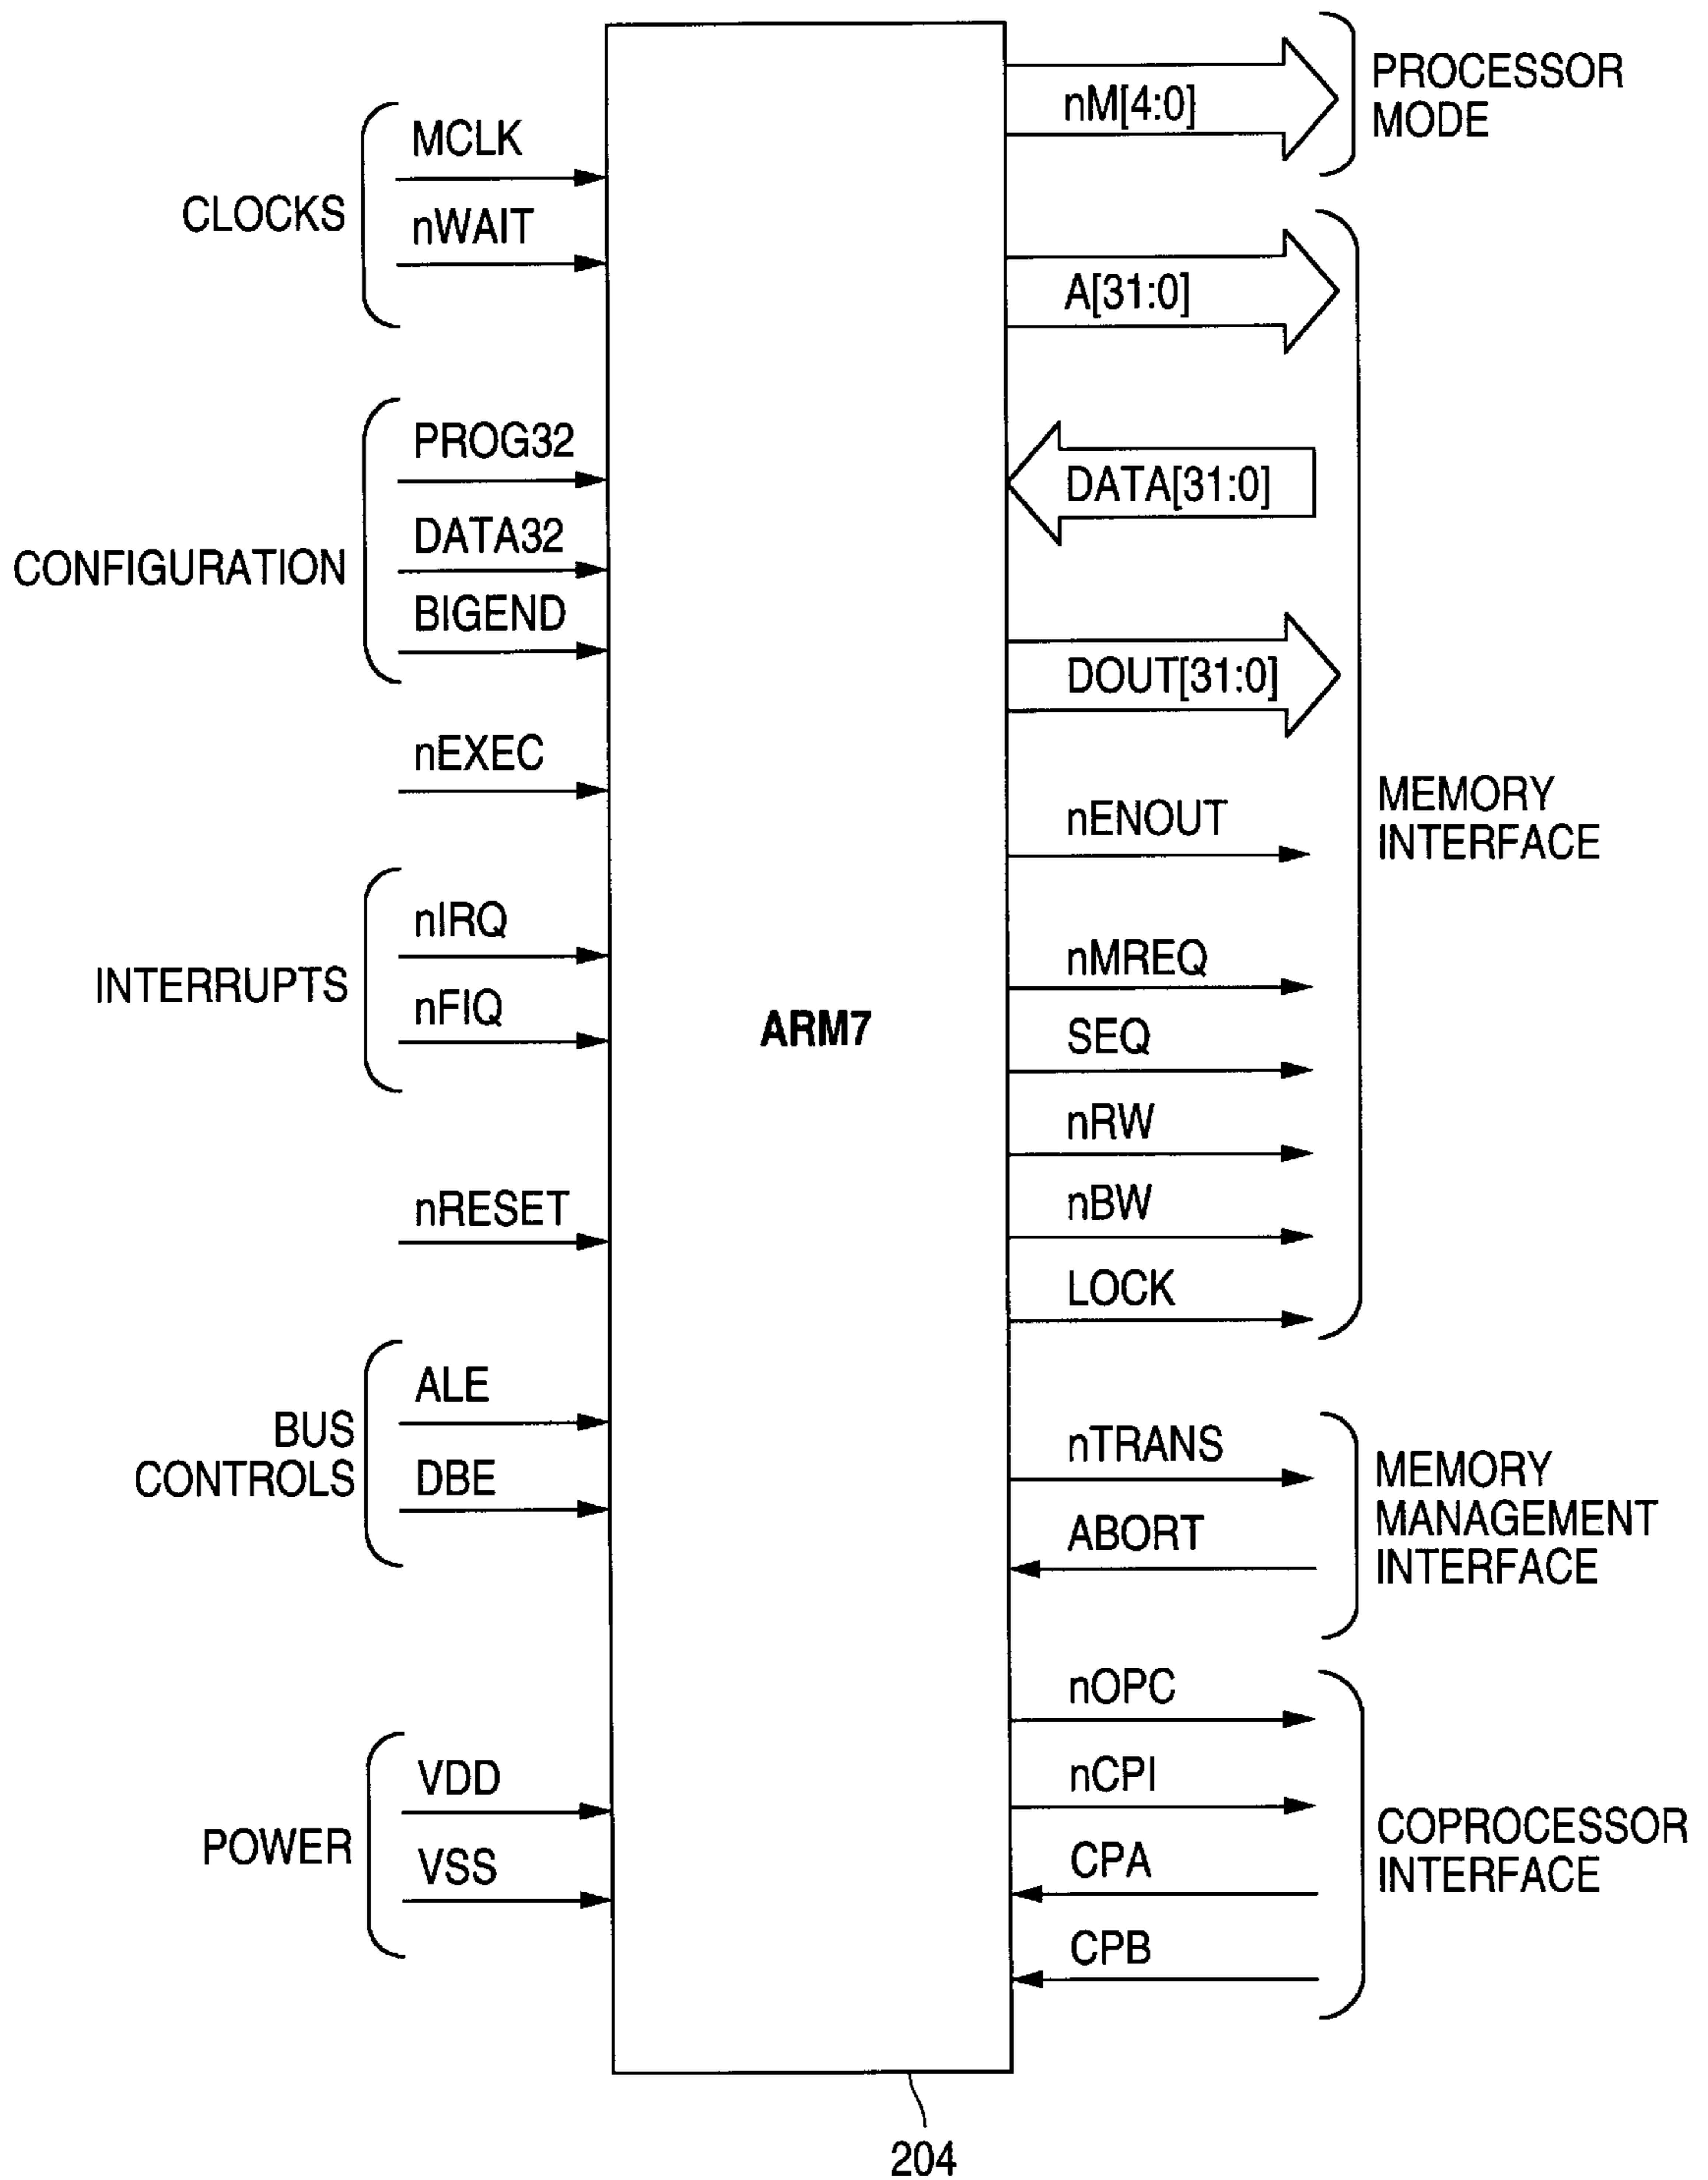 CLOCKS
MCLK
nWAIT
CONFIGURATION
PROG32
DATA32
BIGEND
nEXEC
INTERRUPTS
nIRQ
nFIQ
nRESET
BUS
CONTROLS
ALE
DBE
POWER
VDD
VSS
ARM7
204
nM[4:0]
PROCESSOR
MODE
A[31:0]
DATA[31:0]
DOUT[31:0]
nENOUT
nMREQ
SEQ
nRW
nBW
LOCK
MEMORY
INTERFACE
nTRANS
ABORT
MEMORY
MANAGEMENT
INTERFACE
nOPC
nCPI
CPA
CPB
COPROCESSOR
INTERFACE